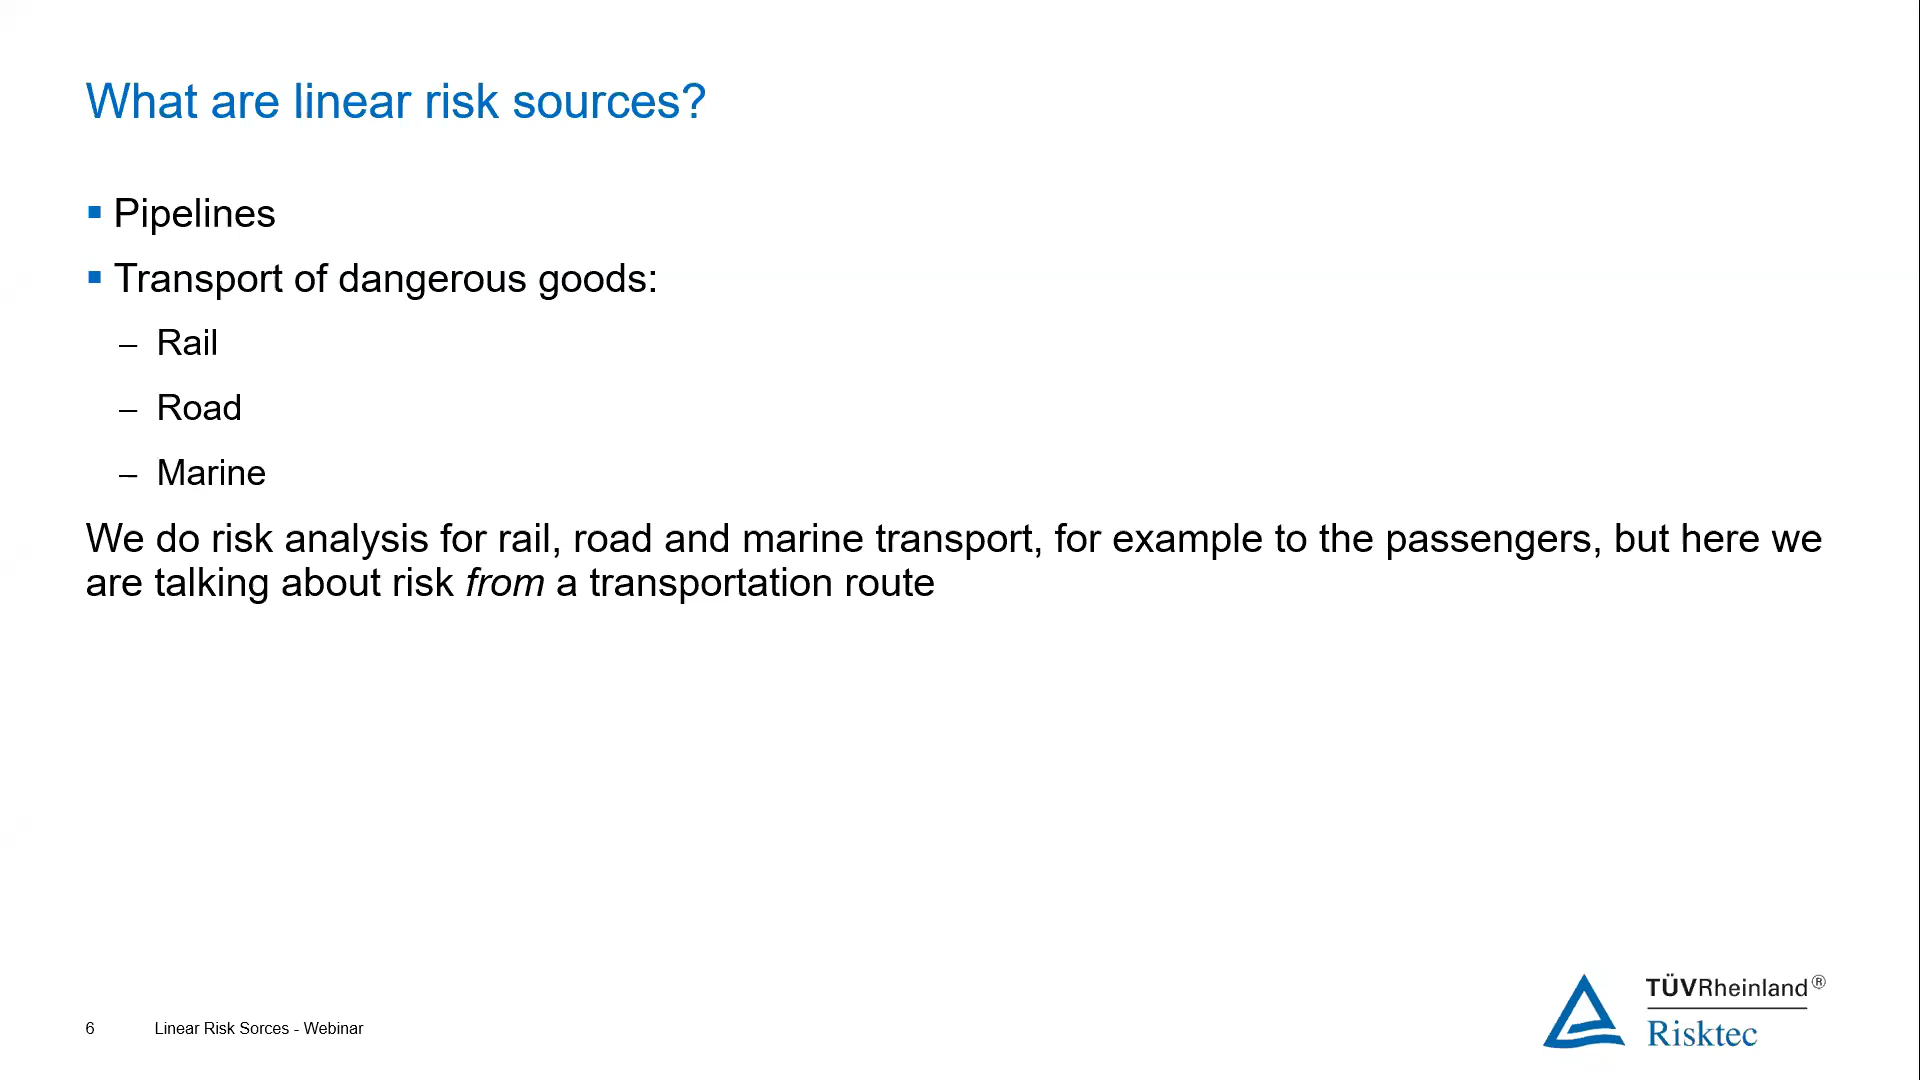 What are linear risk sources?
▪ Pipelines
▪ Transport of dangerous goods:
– Rail
– Road
– Marine
We do risk analysis for rail, road and marine transport, for example to the passengers, but here we
are talking about risk from a transportation route
TÜVRheinland®
Risktec
6 Linear Risk Sorces - Webinar